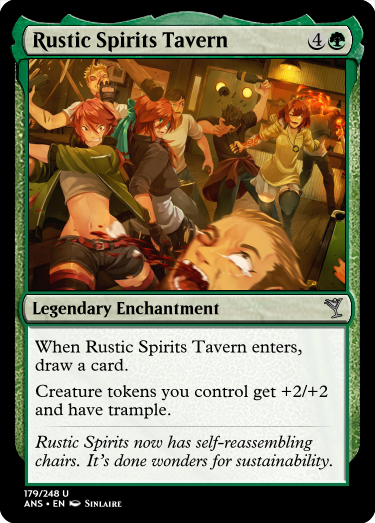 Rustic Spirits Tavern 4
Legendary Enchantment
When Rustic Spirits Tavern enters,
draw a card.
Creature tokens you control get +2/+2
and have trample.
Rustic Spirits now has self-reassembling
chairs. It's done wonders for sustainability.
179/248 U
ANS • EN Sinlaire